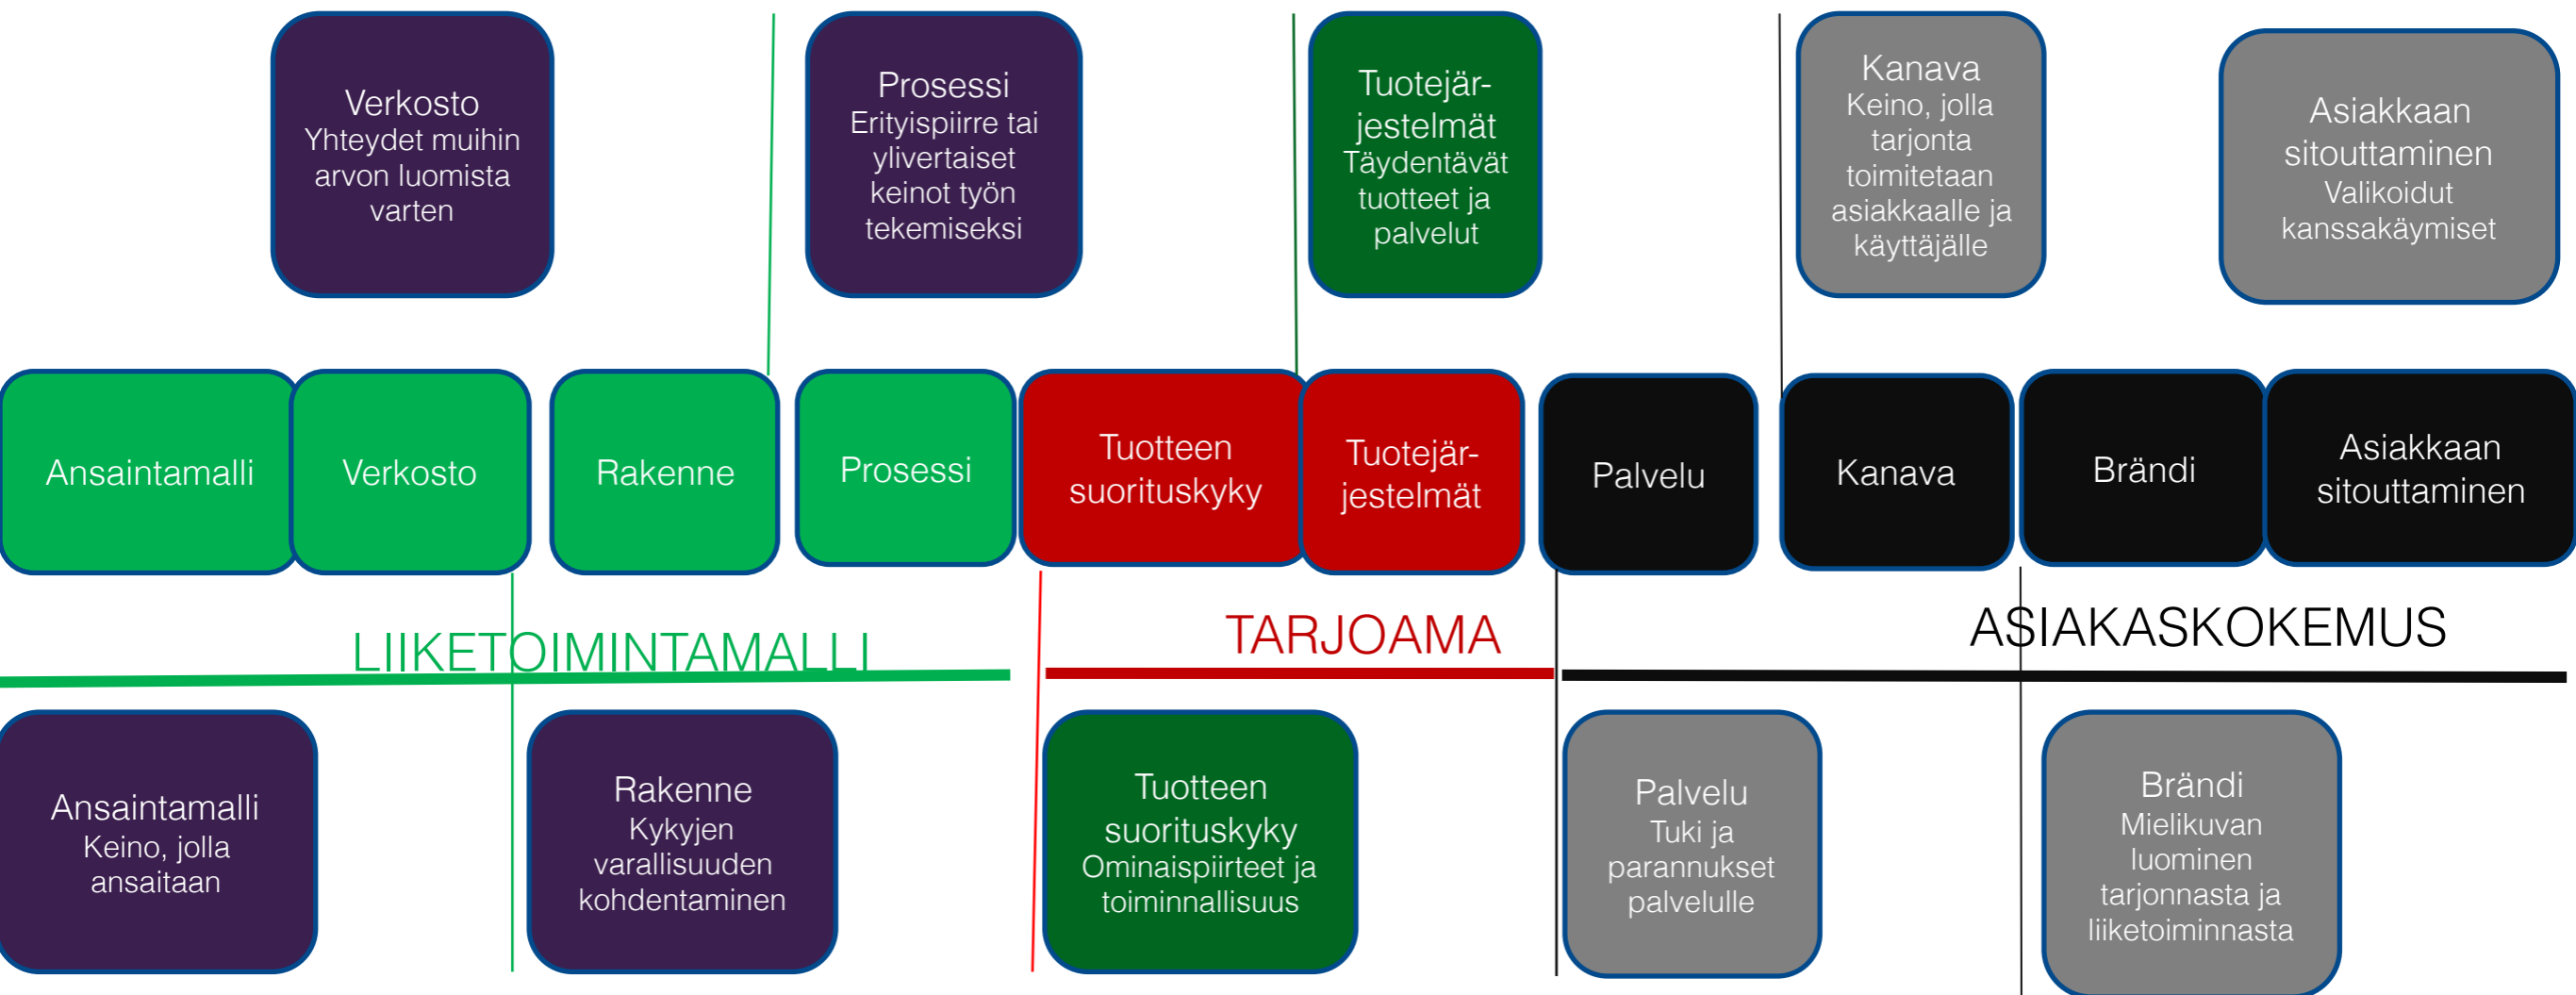 Verkosto
Yhteydet muihin
arvon luomista
varten
Prosessi
Erityispiirre tai
ylivertaiset
keinot työn
tekemiseksi
Tuotejär-
jestelmät
Täydentävät
tuotteet ja
palvelut
Kanava
Keino, jolla
tarjonta
toimitetaan
asiakkaalle ja
käyttäjälle
Asiakkaan
sitouttaminen
Valikoidut
kanssakäymiset
Ansaintamalli
Verkosto
Rakenne
Prosessi
Tuotteen
suorituskyky
Tuotejär-
jestelmät
Palvelu
Kanava
Brändi
Asiakkaan
sitouttaminen
LIIKETOIMINTAMALLI
TARJOAMA
ASIAKASKOKEMUS
Ansaintamalli
Keino, jolla
ansaitaan
Rakenne
Kykyjen
varallisuuden
kohdentaminen
Tuotteen
suorituskyky
Ominaispiirteet ja
toiminnallisuus
Palvelu
Tuki ja
parannukset
palvelulle
Brändi
Mielikuvan
luominen
tarjonnasta ja
liiketoiminnasta